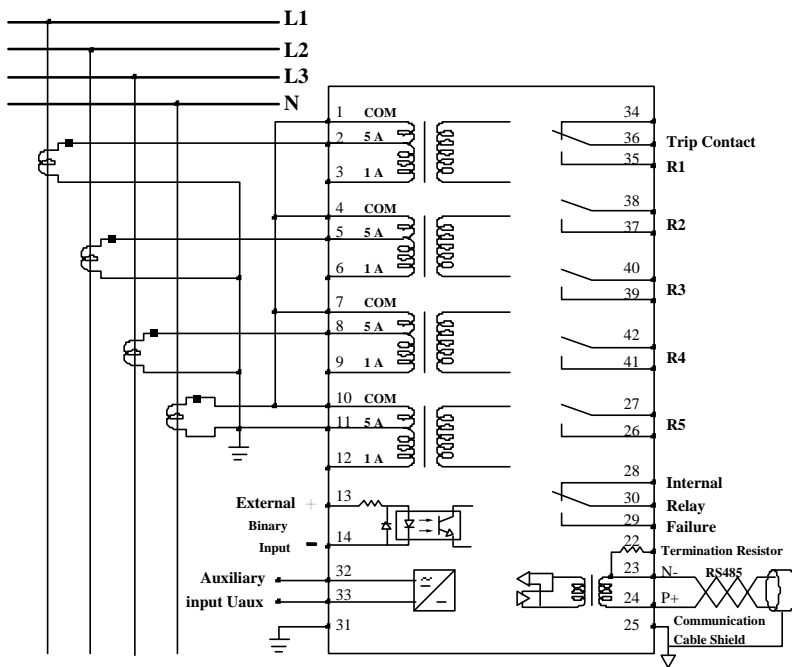 L1
L2
L3
N
1 COM
2 5 A
3 1 A
4 COM
5 5 A
6 1 A
7 COM
8 5 A
9 1 A
10 COM
11 5 A
12 1 A
External + 13
Binary
Input - 14
Auxiliary 32
input Uaux 33
31
34
36 Trip Contact
35 R1
38
37 R2
40
39 R3
42
41 R4
27
26 R5
28 Internal
30 Relay
29 Failure
22 Termination Resistor
23 N- RS485
24 P+
Communication
25 Cable Shield